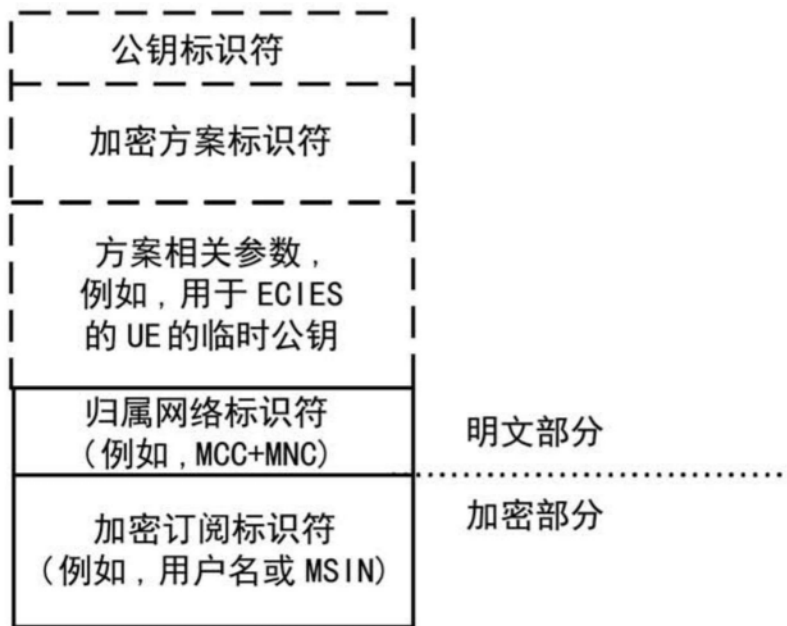 公钥标识符
加密方案标识符
方案相关参数，
例如，用于 ECIES
的 UE 的临时公钥
归属网络标识符
（例如，MCC+MNC）
明文部分
加密部分
加密订阅标识符
（例如，用户名或 MSIN）